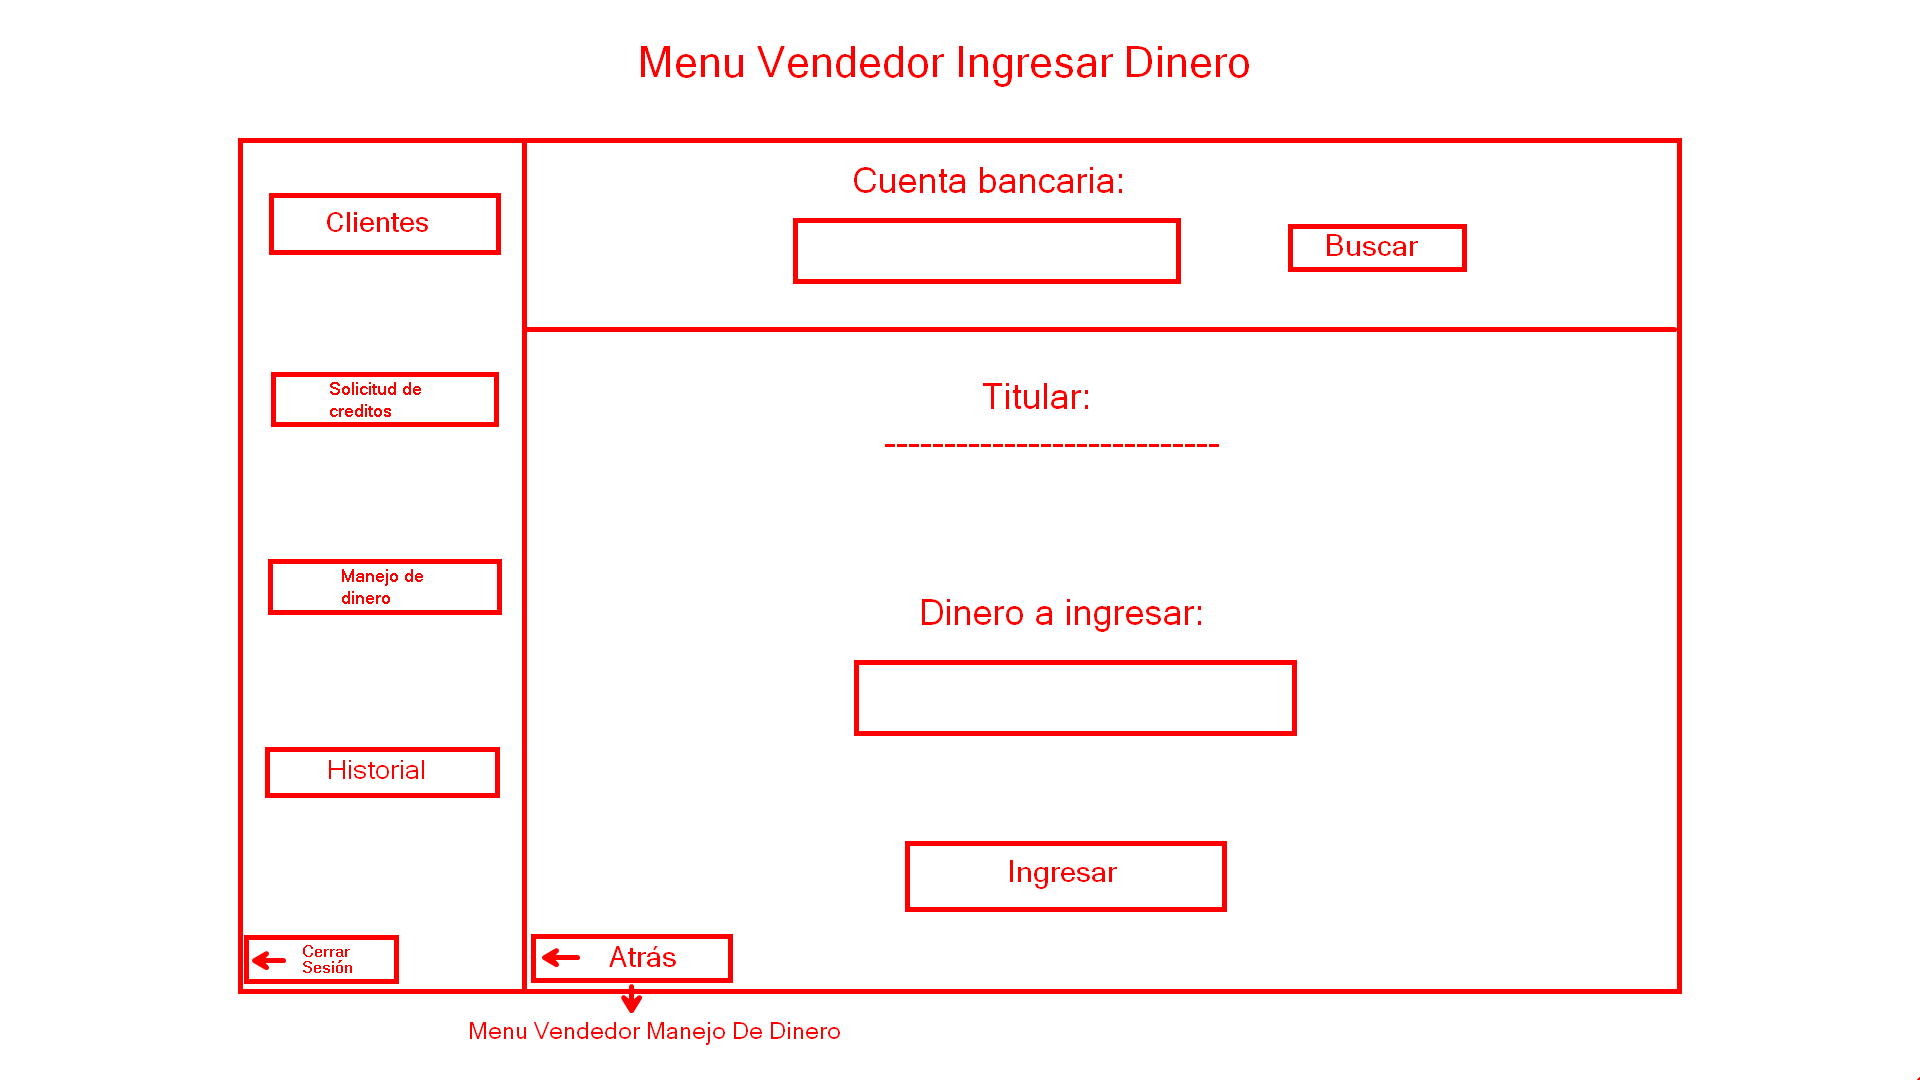 Menu Vendedor Ingresar Dinero
Clientes
Solicitud de
creditos
Manejo de
dinero
Historial
Cerrar
Sesión
Cuenta bancaria:
Buscar
Titular:
----------------------------
Dinero a ingresar:
Ingresar
Atrás
Menu Vendedor Manejo De Dinero